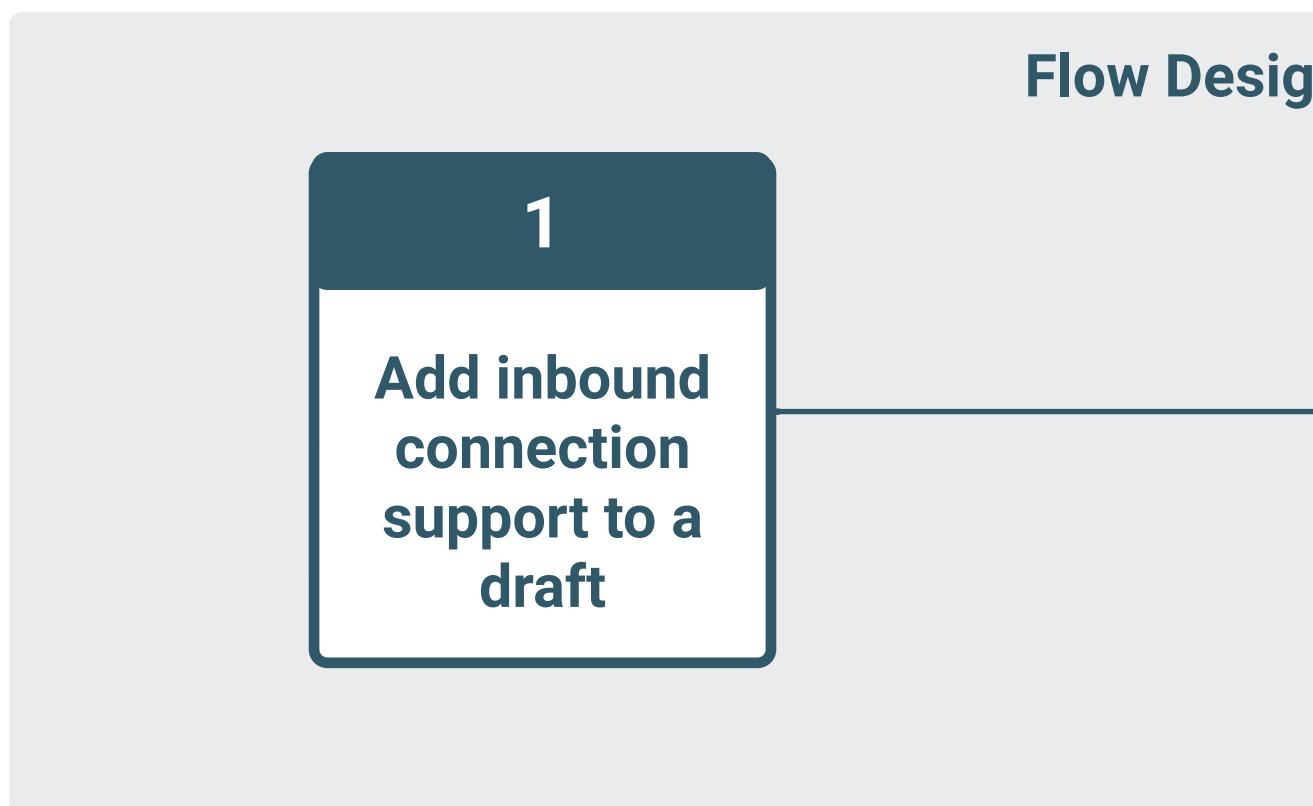 Flow Desig
1
Add inbound
connection
support to a
draft